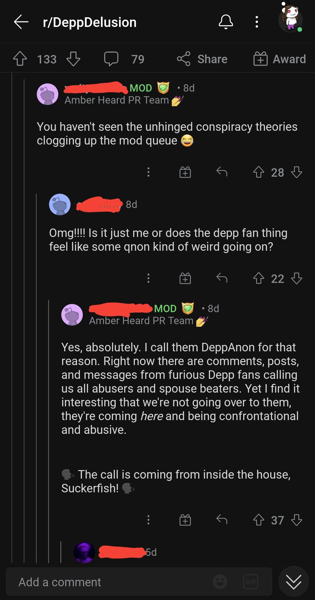 r/DeppDelusion
133
79
Share
Award
MOD • 8d
Amber Heard PR Team 💅
You haven't seen the unhinged conspiracy theories
clogging up the mod queue 😅
28
8d
Omg!!!! Is it just me or does the depp fan thing
feel like some qnon kind of weird going on?
22
MOD • 8d
Amber Heard PR Team 💅
Yes, absolutely. I call them DeppAnon for that
reason. Right now there are comments, posts,
and messages from furious Depp fans calling
us all abusers and spouse beaters. Yet I find it
interesting that we're not going over to them,
they're coming here and being confrontational
and abusive.
🗣 The call is coming from inside the house,
Suckerfish! 🗣
37
5d
Add a comment
GIF